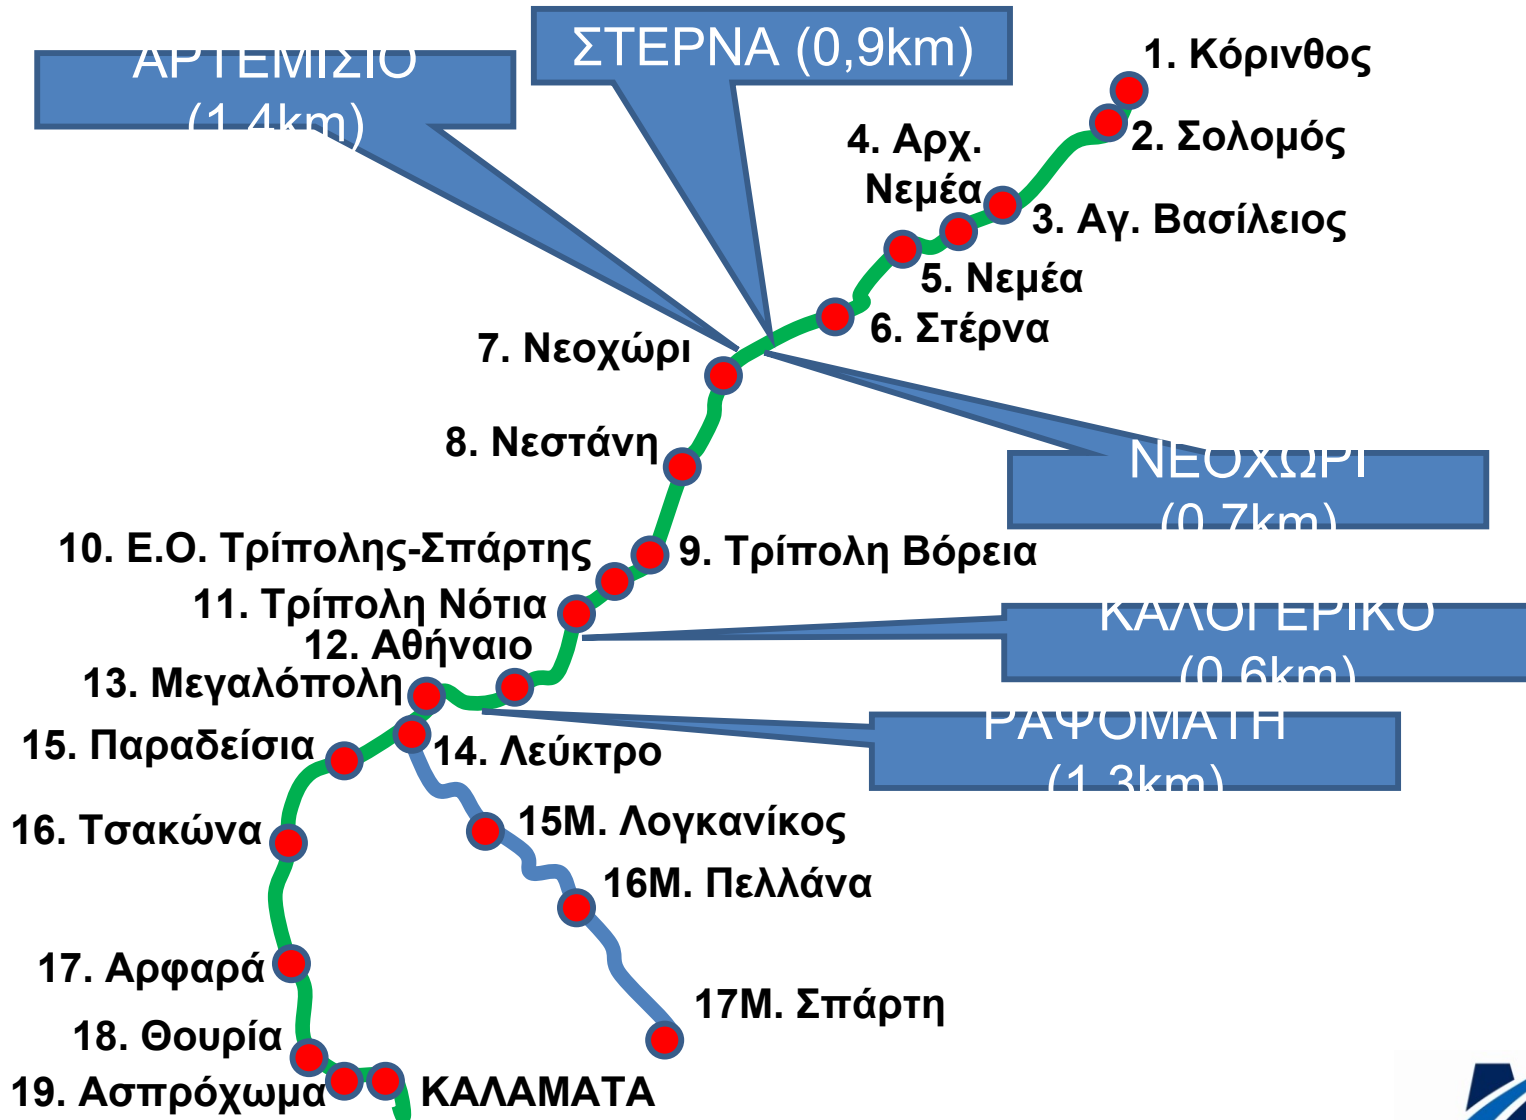 ΑΡΤΕΜΙΣΙΟ
(1,4km)
ΣΤΕΡΝΑ (0,9km)
1. Κόρινθος
2. Σολομός
4. Αρχ.
Νεμέα
3. Αγ. Βασίλειος
5. Νεμέα
6. Στέρνα
7. Νεοχώρι
8. Νεστάνη
ΝΕΟΧΩΡΙ
(0,7km)
10. Ε.Ο. Τρίπολης-Σπάρτης
9. Τρίπολη Βόρεια
11. Τρίπολη Νότια
ΚΑΛΟΓΕΡΙΚΟ
(0,6km)
12. Αθήναιο
13. Μεγαλόπολη
ΡΑΨΟΜΑΤΗ
(1,3km)
15. Παραδείσια
14. Λεύκτρο
16. Τσακώνα
15Μ. Λογκανίκος
16Μ. Πελλάνα
17. Αρφαρά
17Μ. Σπάρτη
18. Θουρία
19. Ασπρόχωμα
ΚΑΛΑΜΑΤΑ